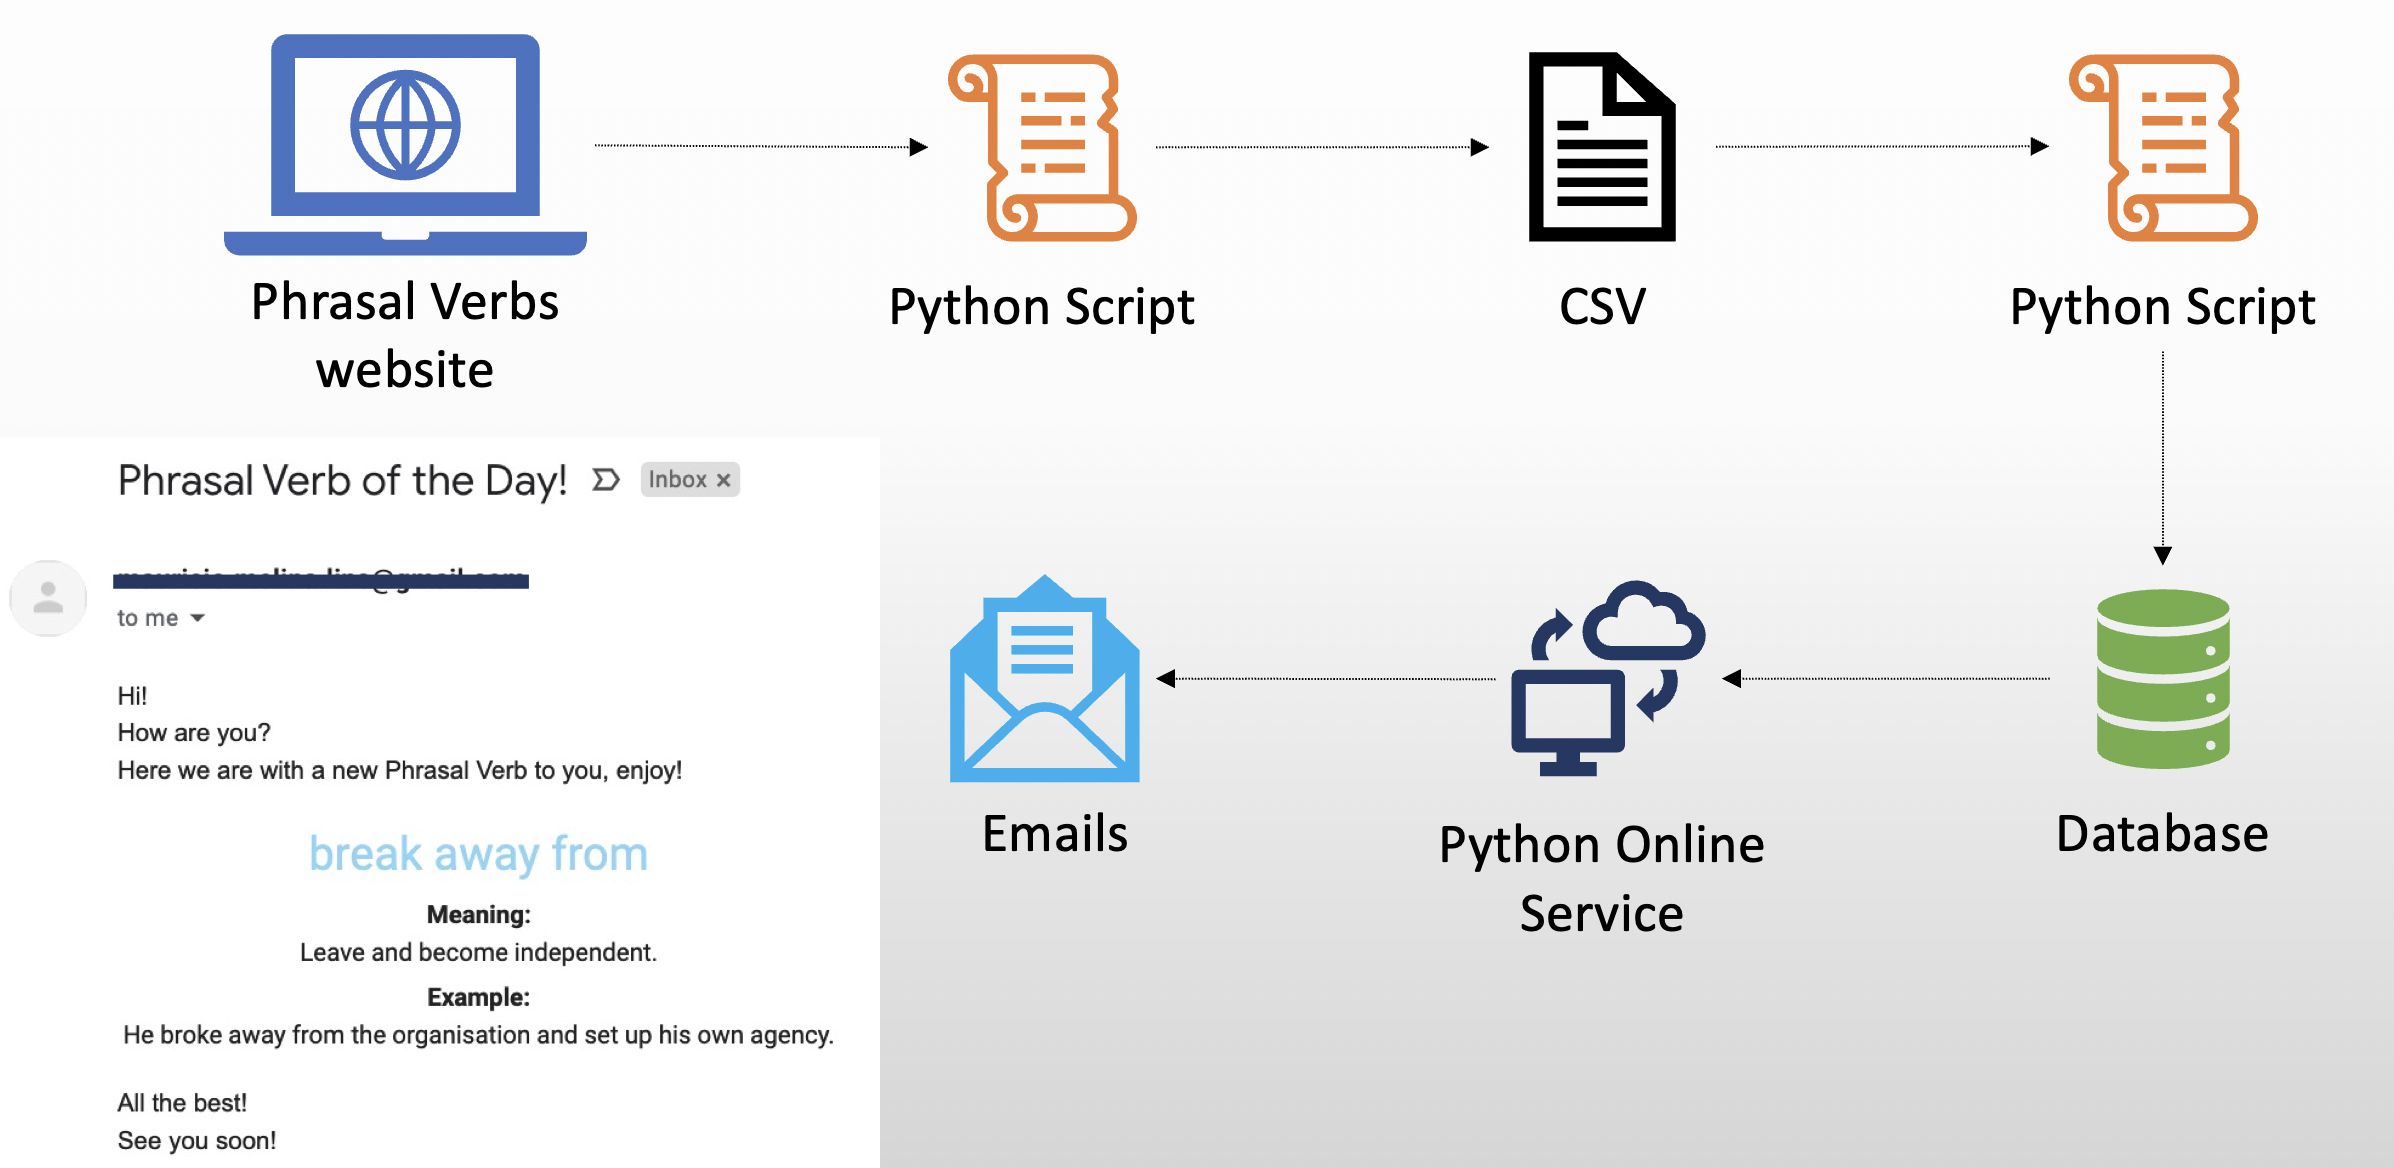 Phrasal Verbs
website
Python Script
CSV
Python Script
Phrasal Verb of the Day!
Inbox ×
to me
Hi!
How are you?
Here we are with a new Phrasal Verb to you, enjoy!
break away from
Meaning:
Leave and become independent.
Example:
He broke away from the organisation and set up his own agency.
All the best!
See you soon!
Emails
Python Online
Service
Database